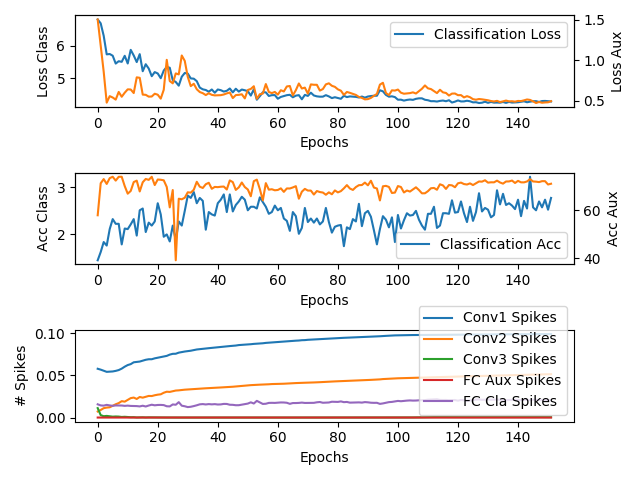 Classification Loss
Loss Class
Loss Aux
6
5
1.5
1.0
0.5
0 20 40 60 80 100 120 140
Epochs
Classification Acc
Acc Class
Acc Aux
3
2
60
40
0 20 40 60 80 100 120 140
Epochs
Conv1 Spikes
Conv2 Spikes
Conv3 Spikes
FC Aux Spikes
FC Cla Spikes
# Spikes
0.10
0.05
0.00
0 20 40 60 80 100 120 140
Epochs